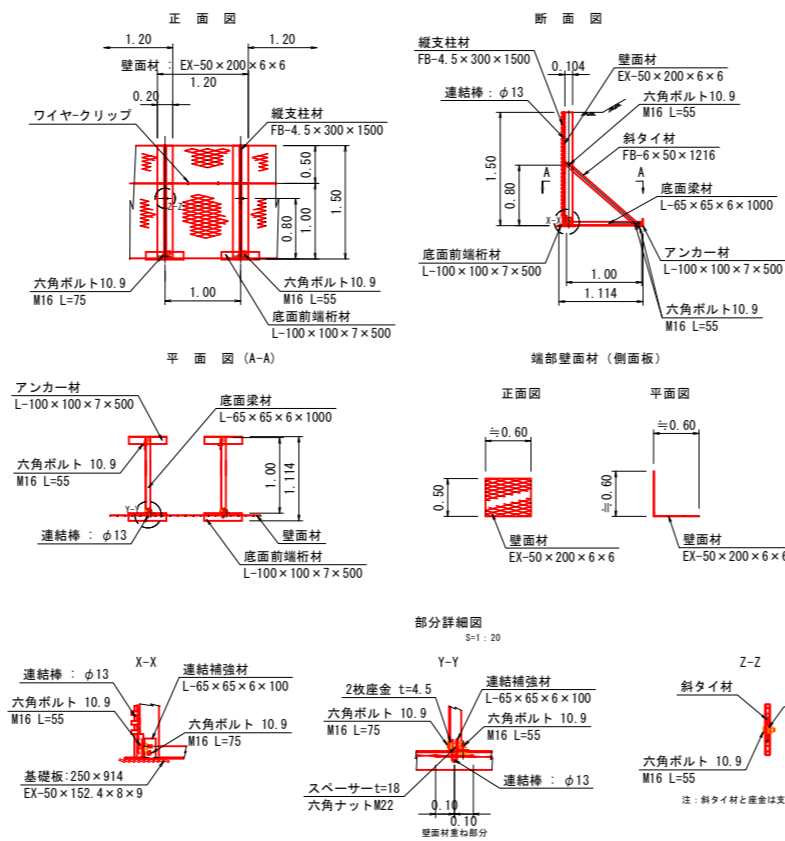 正 面 図
1.20
1.20
壁面材 : EX-50×200×6×6
1.20
0.20
ワイヤークリップ
縦支柱材
FB-4.5×300×1500
0.50
1.50
1.00
0.80
Z-Z
六角ボルト10.9
M16 L=75
1.00
六角ボルト10.9
M16 L=55
底面前端桁材
L-100×100×7×500
断 面 図
縦支柱材
FB-4.5×300×1500
0.104
壁面材
EX-50×200×6×6
連結棒：φ13
六角ボルト10.9
M16 L=55
斜タイ材
FB-6×50×1216
1.50
0.80
A
A
底面梁材
L-65×65×6×1000
X-X
底面前端桁材
L-100×100×7×500
アンカー材
L-100×100×7×500
1.00
1.114
六角ボルト10.9
M16 L=55
平 面 図 (A-A)
アンカー材
L-100×100×7×500
底面梁材
L-65×65×6×1000
六角ボルト 10.9
M16 L=55
1.00
1.114
Y-Y
連結棒 : φ13
壁面材
底面前端桁材
L-100×100×7×500
端部壁面材（側面板）
正面図
平面図
≒0.60
≒0.60
0.50
≒0.60
壁面材
EX-50×200×6×6
壁面材
EX-50×200×6×6
部分詳細図
S=1 : 20
X-X
連結棒 : φ13
連結補強材
L-65×65×6×100
六角ボルト 10.9
M16 L=55
六角ボルト 10.9
M16 L=75
基礎板:250×914
EX-50×152.4×8×9
Y-Y
2枚座金 t=4.5
連結補強材
L-65×65×6×100
六角ボルト 10.9
M16 L=75
六角ボルト 10.9
M16 L=55
スペーサーt=18
六角ナットM22
連結棒 : φ13
0.10
0.10
壁面材重ね部分
Z-Z
斜タイ材
六角ボルト 10.9
M16 L=55
注：斜タイ材と座金は支